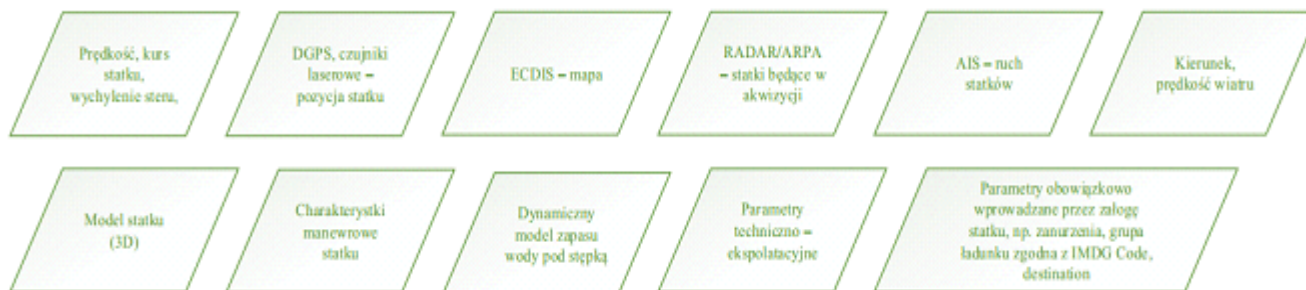 Prędkość, kurs
statku,
wychylenie steru,
DGPS, czujniki
laserowe –
pozycja statku
ECDIS – mapa
RADAR/ARPA
– statki będące w
akwizycji
AIS – ruch
statków
Kierunek,
prędkość wiatru
Model statku
(3D)
Charakterystki
manewrowe
statku
Dynamiczny
model zapasu
wody pod stępką
Parametry
techniczno –
ekspolatacyjne
Parametry obowiązkowo
wprowadzane przez załogę
statku, np. zanurzenia, grupa
ładunku zgodna z IMDG Code,
destination